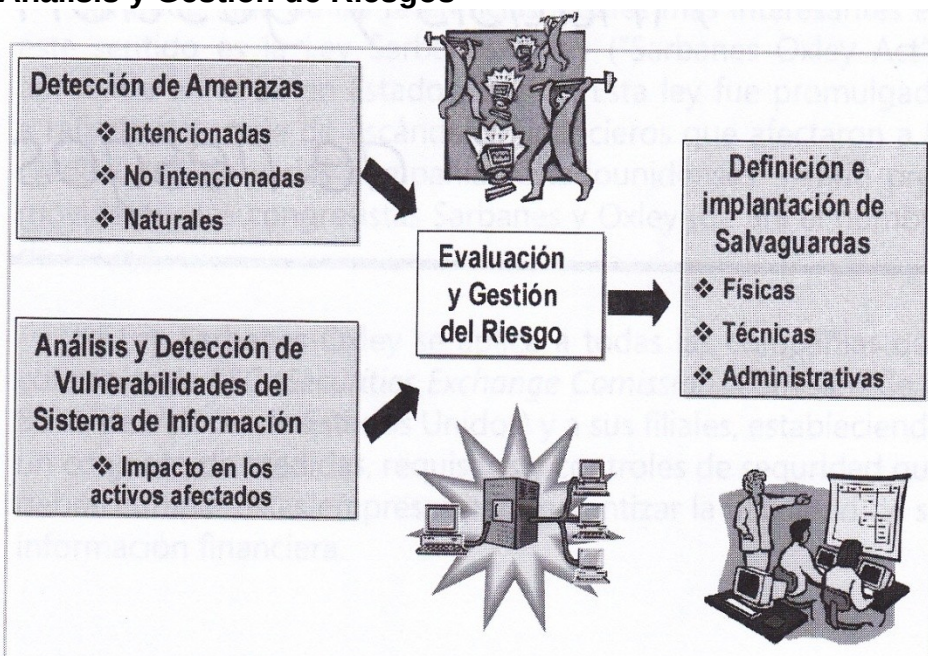 Análisis y Gestión de Riesgos
Detección de Amenazas
❖ Intencionadas
❖ No intencionadas
❖ Naturales
Análisis y Detección de
Vulnerabilidades del
Sistema de Información
❖ Impacto en los
activos afectados
Evaluación
y Gestión
del Riesgo
Definición e
implantación de
Salvaguardas
❖ Físicas
❖ Técnicas
❖ Administrativas